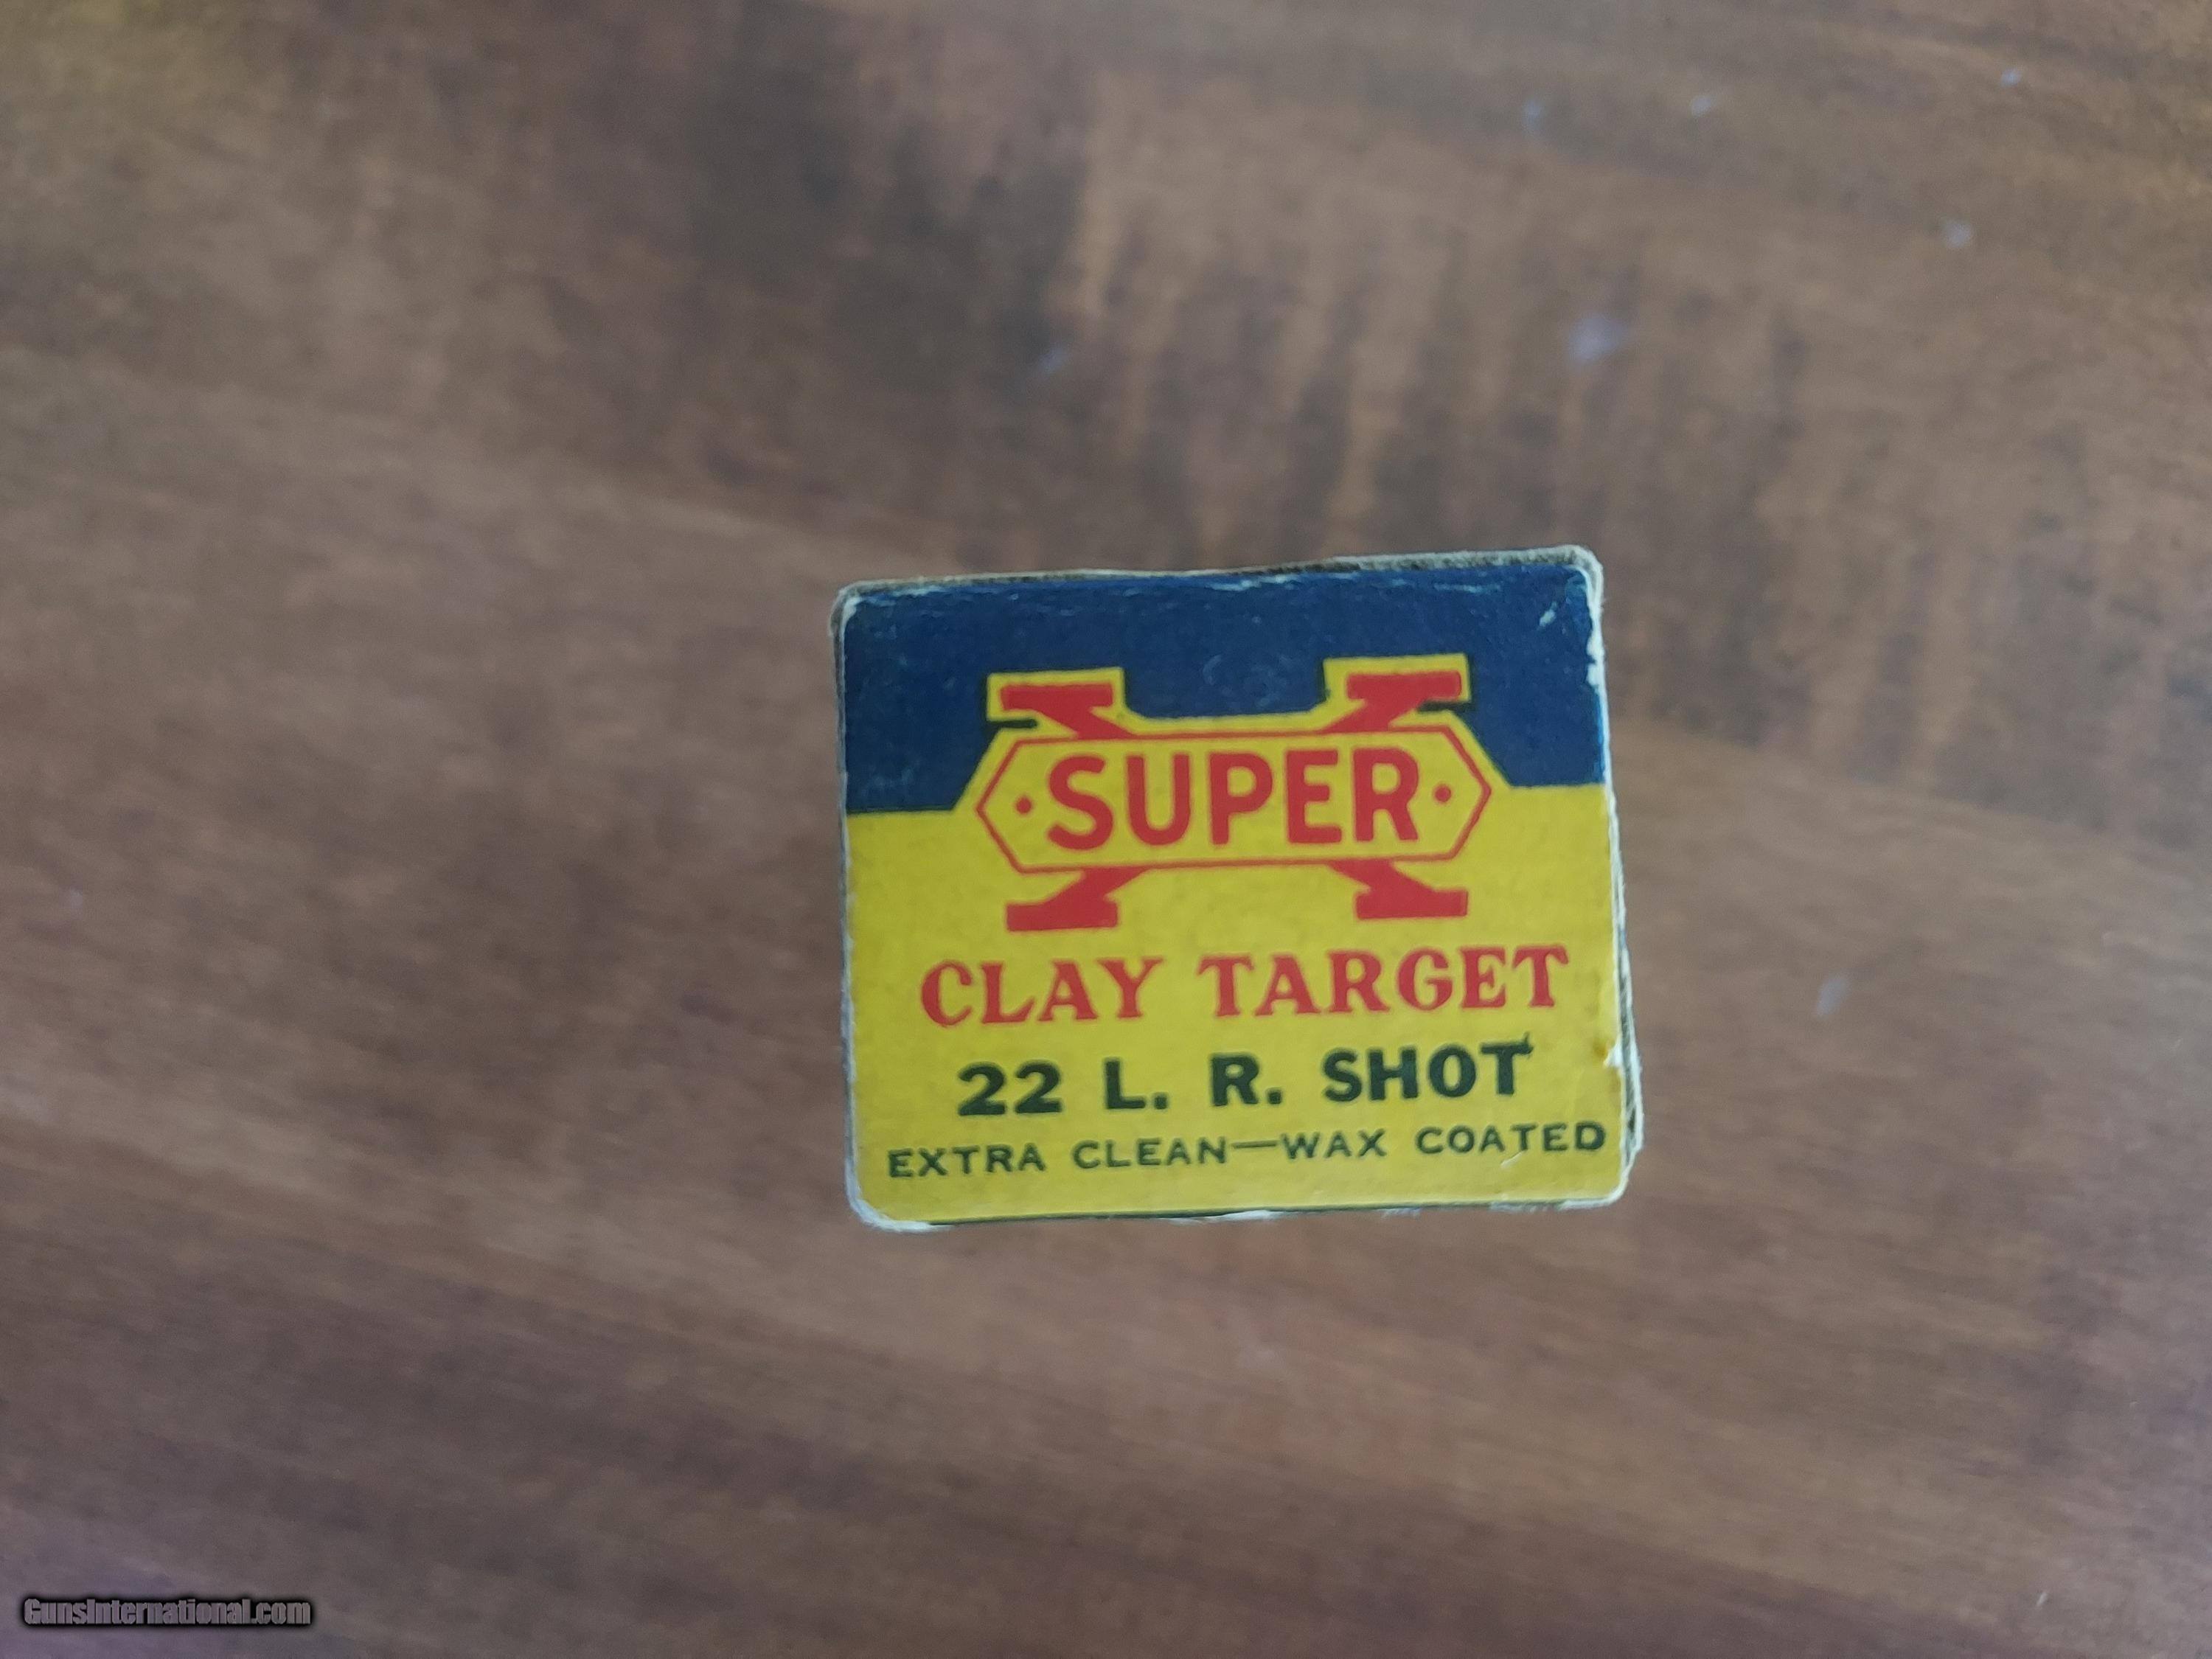 ·SUPER·
X
CLAY TARGET
22 L. R. SHOT
EXTRA CLEAN—WAX COATED
GunsInternational.com